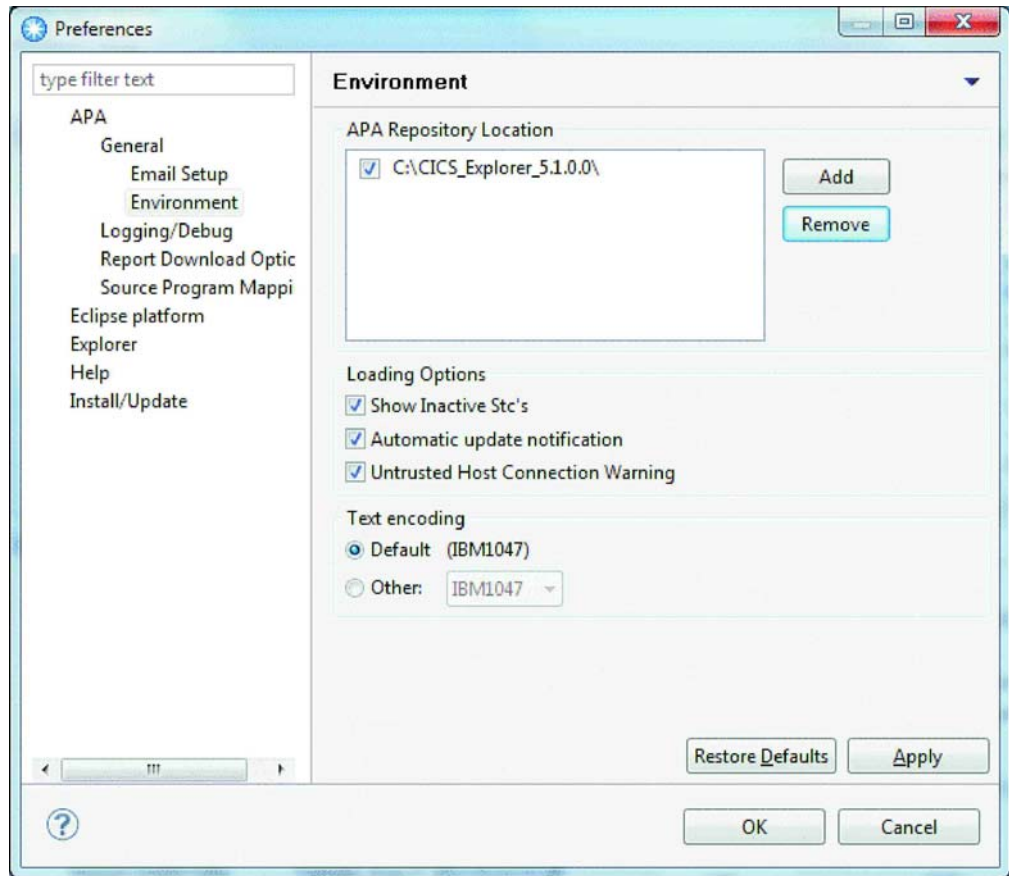 Preferences
type filter text
APA
General
Email Setup
Environment
Logging/Debug
Report Download Optic
Source Program Mappi
Eclipse platform
Explorer
Help
Install/Update
Environment
APA Repository Location
C:\CICS_Explorer_5.1.0.0\
Add
Remove
Loading Options
Show Inactive Stc's
Automatic update notification
Untrusted Host Connection Warning
Text encoding
Default (IBM1047)
Other: IBM1047
Restore Defaults
Apply
?
OK
Cancel